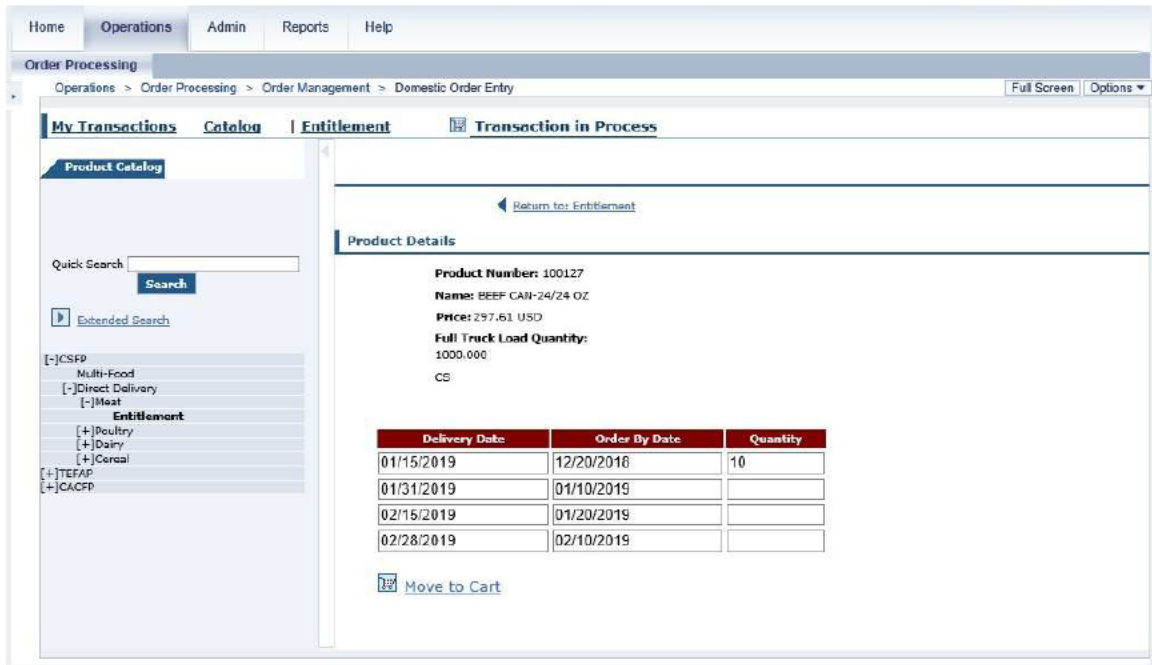 Home Operations Admin Reports Help
Order Processing
Operations > Order Processing > Order Management > Domestic Order Entry Full Screen Options
My Transactions Catalog | Entitlement Transaction in Process
Product Catalog
Return to: Entitlement
Product Details
Quick Search
Search
Extended Search
[-]CSFP
Multi-Food
[-]Direct Delivery
[-]Meat
Entitlement
[+]Poultry
[+]Dairy
[+]Cereal
[+]TEFAP
[+]CACFP
Product Number: 100127
Name: BEEF CAN-24/24 OZ
Price: 297.61 USD
Full Truck Load Quantity:
1000.000
CS
Delivery Date Order By Date Quantity
01/15/2019 12/20/2018 10
01/31/2019 01/10/2019
02/15/2019 01/20/2019
02/28/2019 02/10/2019
Move to Cart